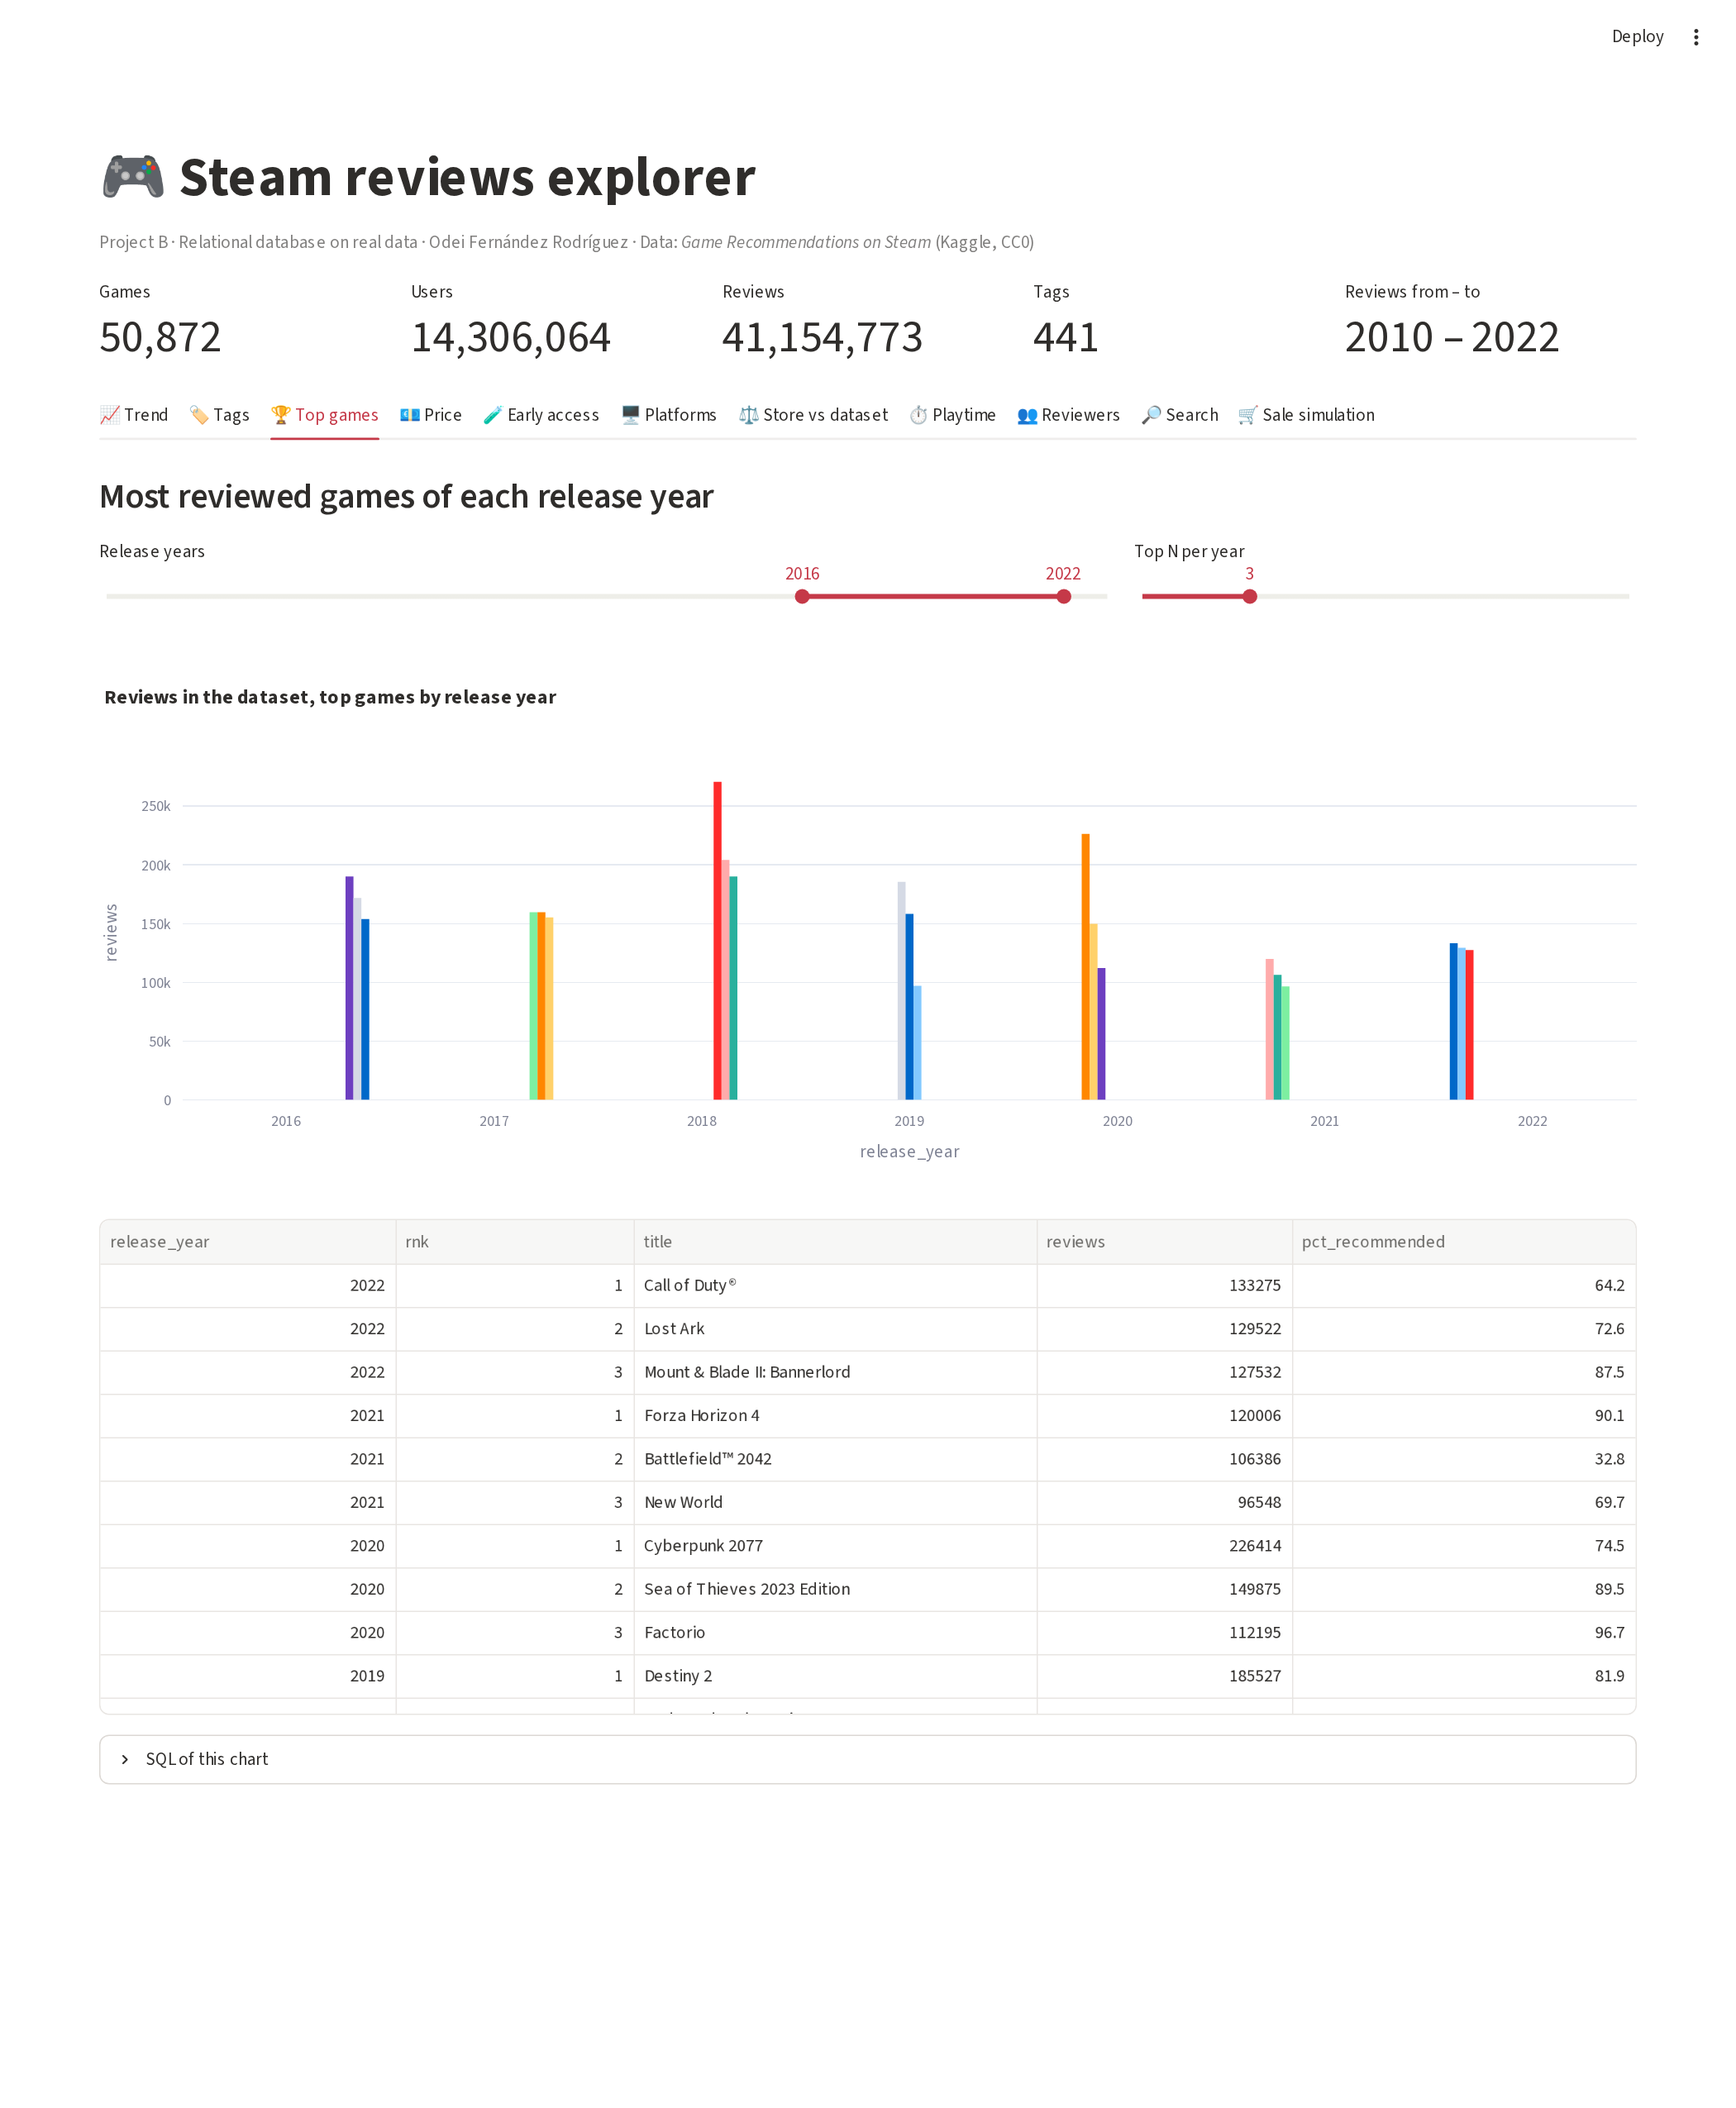 Deploy
🎮 Steam reviews explorer
Project B · Relational database on real data · Odei Fernández Rodríguez · Data: Game Recommendations on Steam (Kaggle, CC0)
Games Users Reviews Tags Reviews from – to
50,872 14,306,064 41,154,773 441 2010 – 2022
📈 Trend 🏷️ Tags 🏆 Top games 💶 Price 🧪 Early access 🖥️ Platforms ⚖️ Store vs dataset ⏱️ Playtime 👥 Reviewers 🔎 Search 🛒 Sale simulation
Most reviewed games of each release year
Release years Top N per year
2016 2022 3
Reviews in the dataset, top games by release year
250k
200k
150k
100k
50k
0
reviews
2016 2017 2018 2019 2020 2021 2022
release_year
release_year rnk title reviews pct_recommended
2022 1 Call of Duty® 133275 64.2
2022 2 Lost Ark 129522 72.6
2022 3 Mount & Blade II: Bannerlord 127532 87.5
2021 1 Forza Horizon 4 120006 90.1
2021 2 Battlefield™ 2042 106386 32.8
2021 3 New World 96548 69.7
2020 1 Cyberpunk 2077 226414 74.5
2020 2 Sea of Thieves 2023 Edition 149875 89.5
2020 3 Factorio 112195 96.7
2019 1 Destiny 2 185527 81.9
SQL of this chart